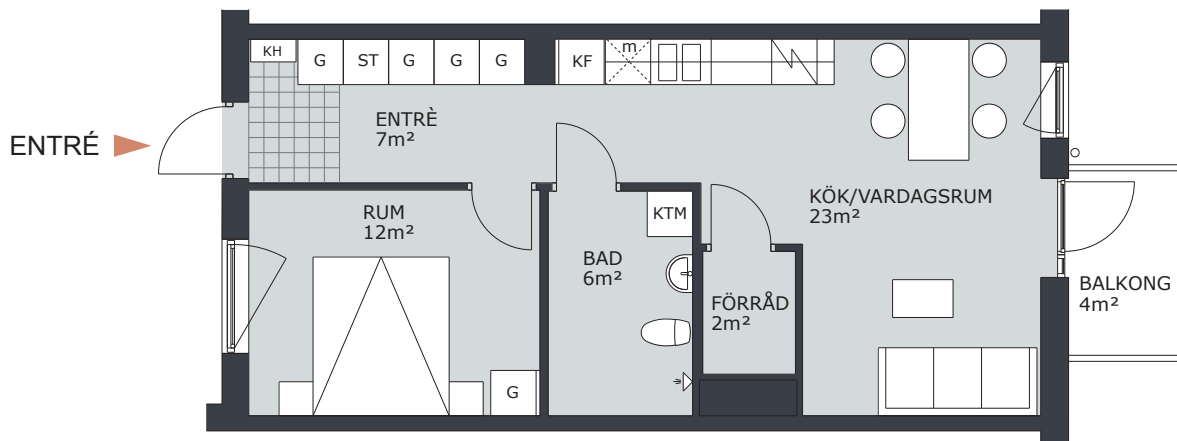 KH
G
ST
G
G
G
KF
m
ENTRÈ
7m²
ENTRÉ
RUM
12m²
KTM
KÖK/VARDAGSRUM
23m²
BAD
6m²
FÖRRÅD
2m²
BALKONG
4m²
G